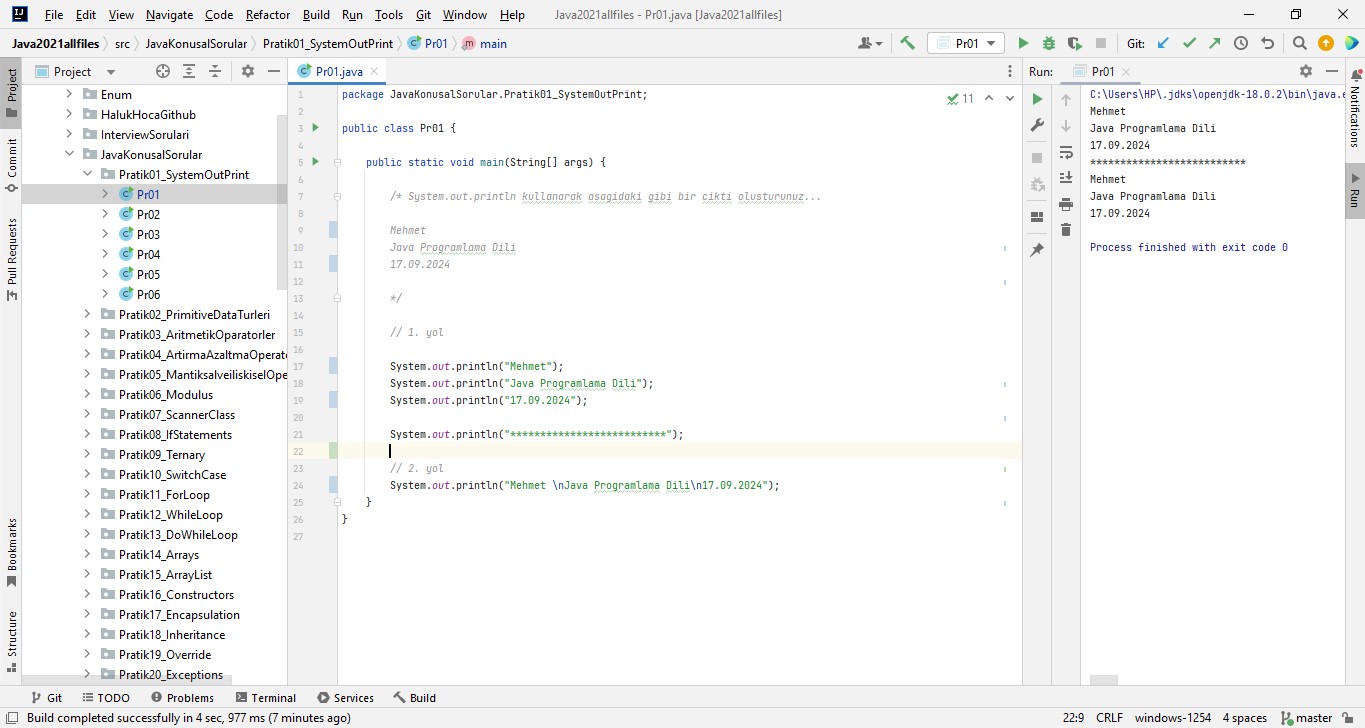 File Edit View Navigate Code Refactor Build Run Tools Git Window Help Java2021allfiles - Pr01.java [Java2021allfiles]
Java2021allfiles src JavaKonusalSorular Pratik01_SystemOutPrint Pr01 main Pr01 Git:
Project
Commit
Pull Requests
Bookmarks
Structure
Project
Enum
HalukHocaGithub
InterviewSorulari
JavaKonusalSorular
Pratik01_SystemOutPrint
Pr01
Pr02
Pr03
Pr04
Pr05
Pr06
Pratik02_PrimitiveDataTurleri
Pratik03_AritmetikOparatorler
Pratik04_ArtirmaAzaltmaOperato
Pratik05_MantiksalveiliskiselOpe
Pratik06_Modulus
Pratik07_ScannerClass
Pratik08_IfStatements
Pratik09_Ternary
Pratik10_SwitchCase
Pratik11_ForLoop
Pratik12_WhileLoop
Pratik13_DoWhileLoop
Pratik14_Arrays
Pratik15_ArrayList
Pratik16_Constructors
Pratik17_Encapsulation
Pratik18_Inheritance
Pratik19_Override
Pratik20_Exceptions
Pr01.java
11
1 package JavaKonusalSorular.Pratik01_SystemOutPrint;
2
3 public class Pr01 {
4
5 public static void main(String[] args) {
6
7 /* System.out.println kullanarak asagidaki gibi bir cikti olusturunuz...
8
9 Mehmet
10 Java Programlama Dili
11 17.09.2024
12
13 */
14
15 // 1. yol
16
17 System.out.println("Mehmet");
18 System.out.println("Java Programlama Dili");
19 System.out.println("17.09.2024");
20
21 System.out.println("**************************");
22
23 // 2. yol
24 System.out.println("Mehmet \nJava Programlama Dili\n17.09.2024");
25 }
26 }
27
Run: Pr01
C:\Users\HP\.jdks\openjdk-18.0.2\bin\java.e
Mehmet
Java Programlama Dili
17.09.2024
**************************
Mehmet
Java Programlama Dili
17.09.2024
Process finished with exit code 0
Notifications
Run
Git TODO Problems Terminal Services Build
Build completed successfully in 4 sec, 977 ms (7 minutes ago) 22:9 CRLF windows-1254 4 spaces master